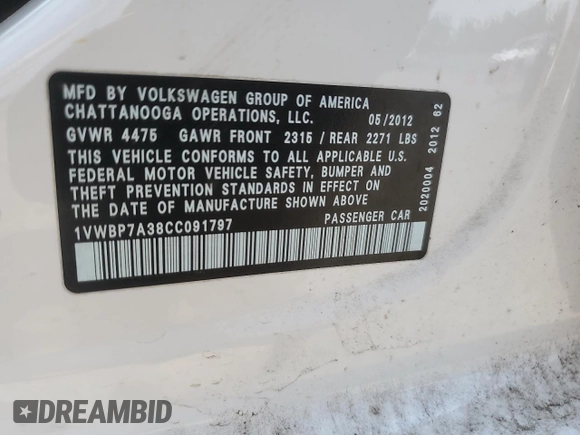 MFD BY VOLKSWAGEN GROUP OF AMERICA
CHATTANOOGA OPERATIONS, LLC. 05/2012
GVWR 4475 GAWR FRONT 2315 / REAR 2271 LBS
THIS VEHICLE CONFORMS TO ALL APPLICABLE U.S.
FEDERAL MOTOR VEHICLE SAFETY, BUMPER AND
THEFT PREVENTION STANDARDS IN EFFECT ON
THE DATE OF MANUFACTURE SHOWN ABOVE
1VWBP7A38CC091797 PASSENGER CAR
2020004 2012 62
DREAMBID